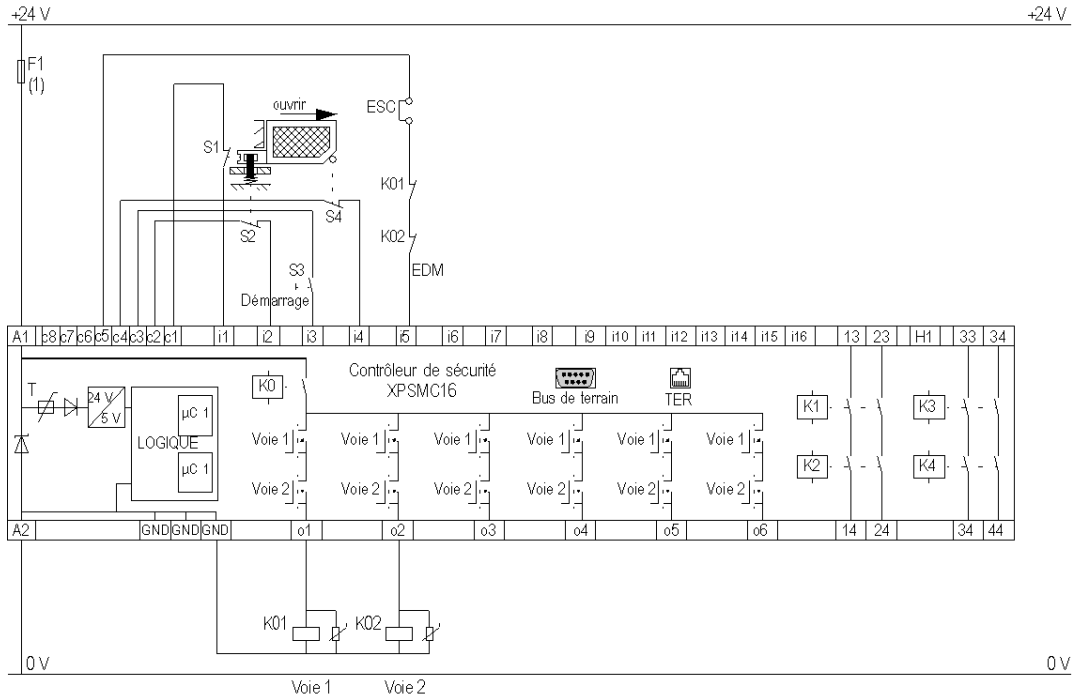 +24 V +24 V
F1
(1)
ouvrir
ESC
S1
K01
S4
S2
K02
S3
EDM
Démarrage
A1 c8 c7 c6 c5 c4 c3 c2 c1 i1 i2 i3 i4 i5 i6 i7 i8 i9 i10 i11 i12 i13 i14 i15 i16 13 23 H1 33 34
Contrôleur de sécurité
XPSMC16
K0
T
24 V
5 V
µC 1
LOGIQUE
µC 1
Bus de terrain
TER
K1 K3
Voie 1 Voie 1 Voie 1 Voie 1 Voie 1 Voie 1
K2 K4
Voie 2 Voie 2 Voie 2 Voie 2 Voie 2 Voie 2
A2 GND GND GND o1 o2 o3 o4 o5 o6 14 24 34 44
K01 K02
0 V 0 V
Voie 1 Voie 2